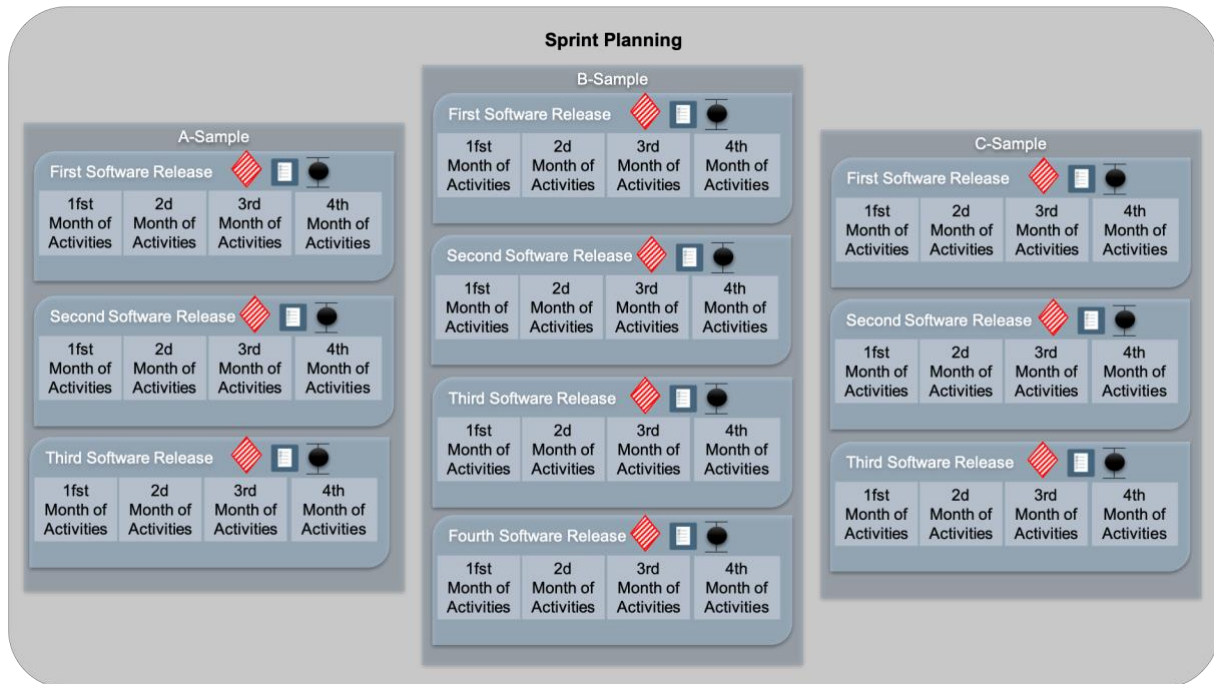 Sprint Planning
A-Sample
First Software Release
1fst
Month of
Activities
2d
Month of
Activities
3rd
Month of
Activities
4th
Month of
Activities
Second Software Release
1fst
Month of
Activities
2d
Month of
Activities
3rd
Month of
Activities
4th
Month of
Activities
Third Software Release
1fst
Month of
Activities
2d
Month of
Activities
3rd
Month of
Activities
4th
Month of
Activities
B-Sample
First Software Release
1fst
Month of
Activities
2d
Month of
Activities
3rd
Month of
Activities
4th
Month of
Activities
Second Software Release
1fst
Month of
Activities
2d
Month of
Activities
3rd
Month of
Activities
4th
Month of
Activities
Third Software Release
1fst
Month of
Activities
2d
Month of
Activities
3rd
Month of
Activities
4th
Month of
Activities
Fourth Software Release
1fst
Month of
Activities
2d
Month of
Activities
3rd
Month of
Activities
4th
Month of
Activities
C-Sample
First Software Release
1fst
Month of
Activities
2d
Month of
Activities
3rd
Month of
Activities
4th
Month of
Activities
Second Software Release
1fst
Month of
Activities
2d
Month of
Activities
3rd
Month of
Activities
4th
Month of
Activities
Third Software Release
1fst
Month of
Activities
2d
Month of
Activities
3rd
Month of
Activities
4th
Month of
Activities